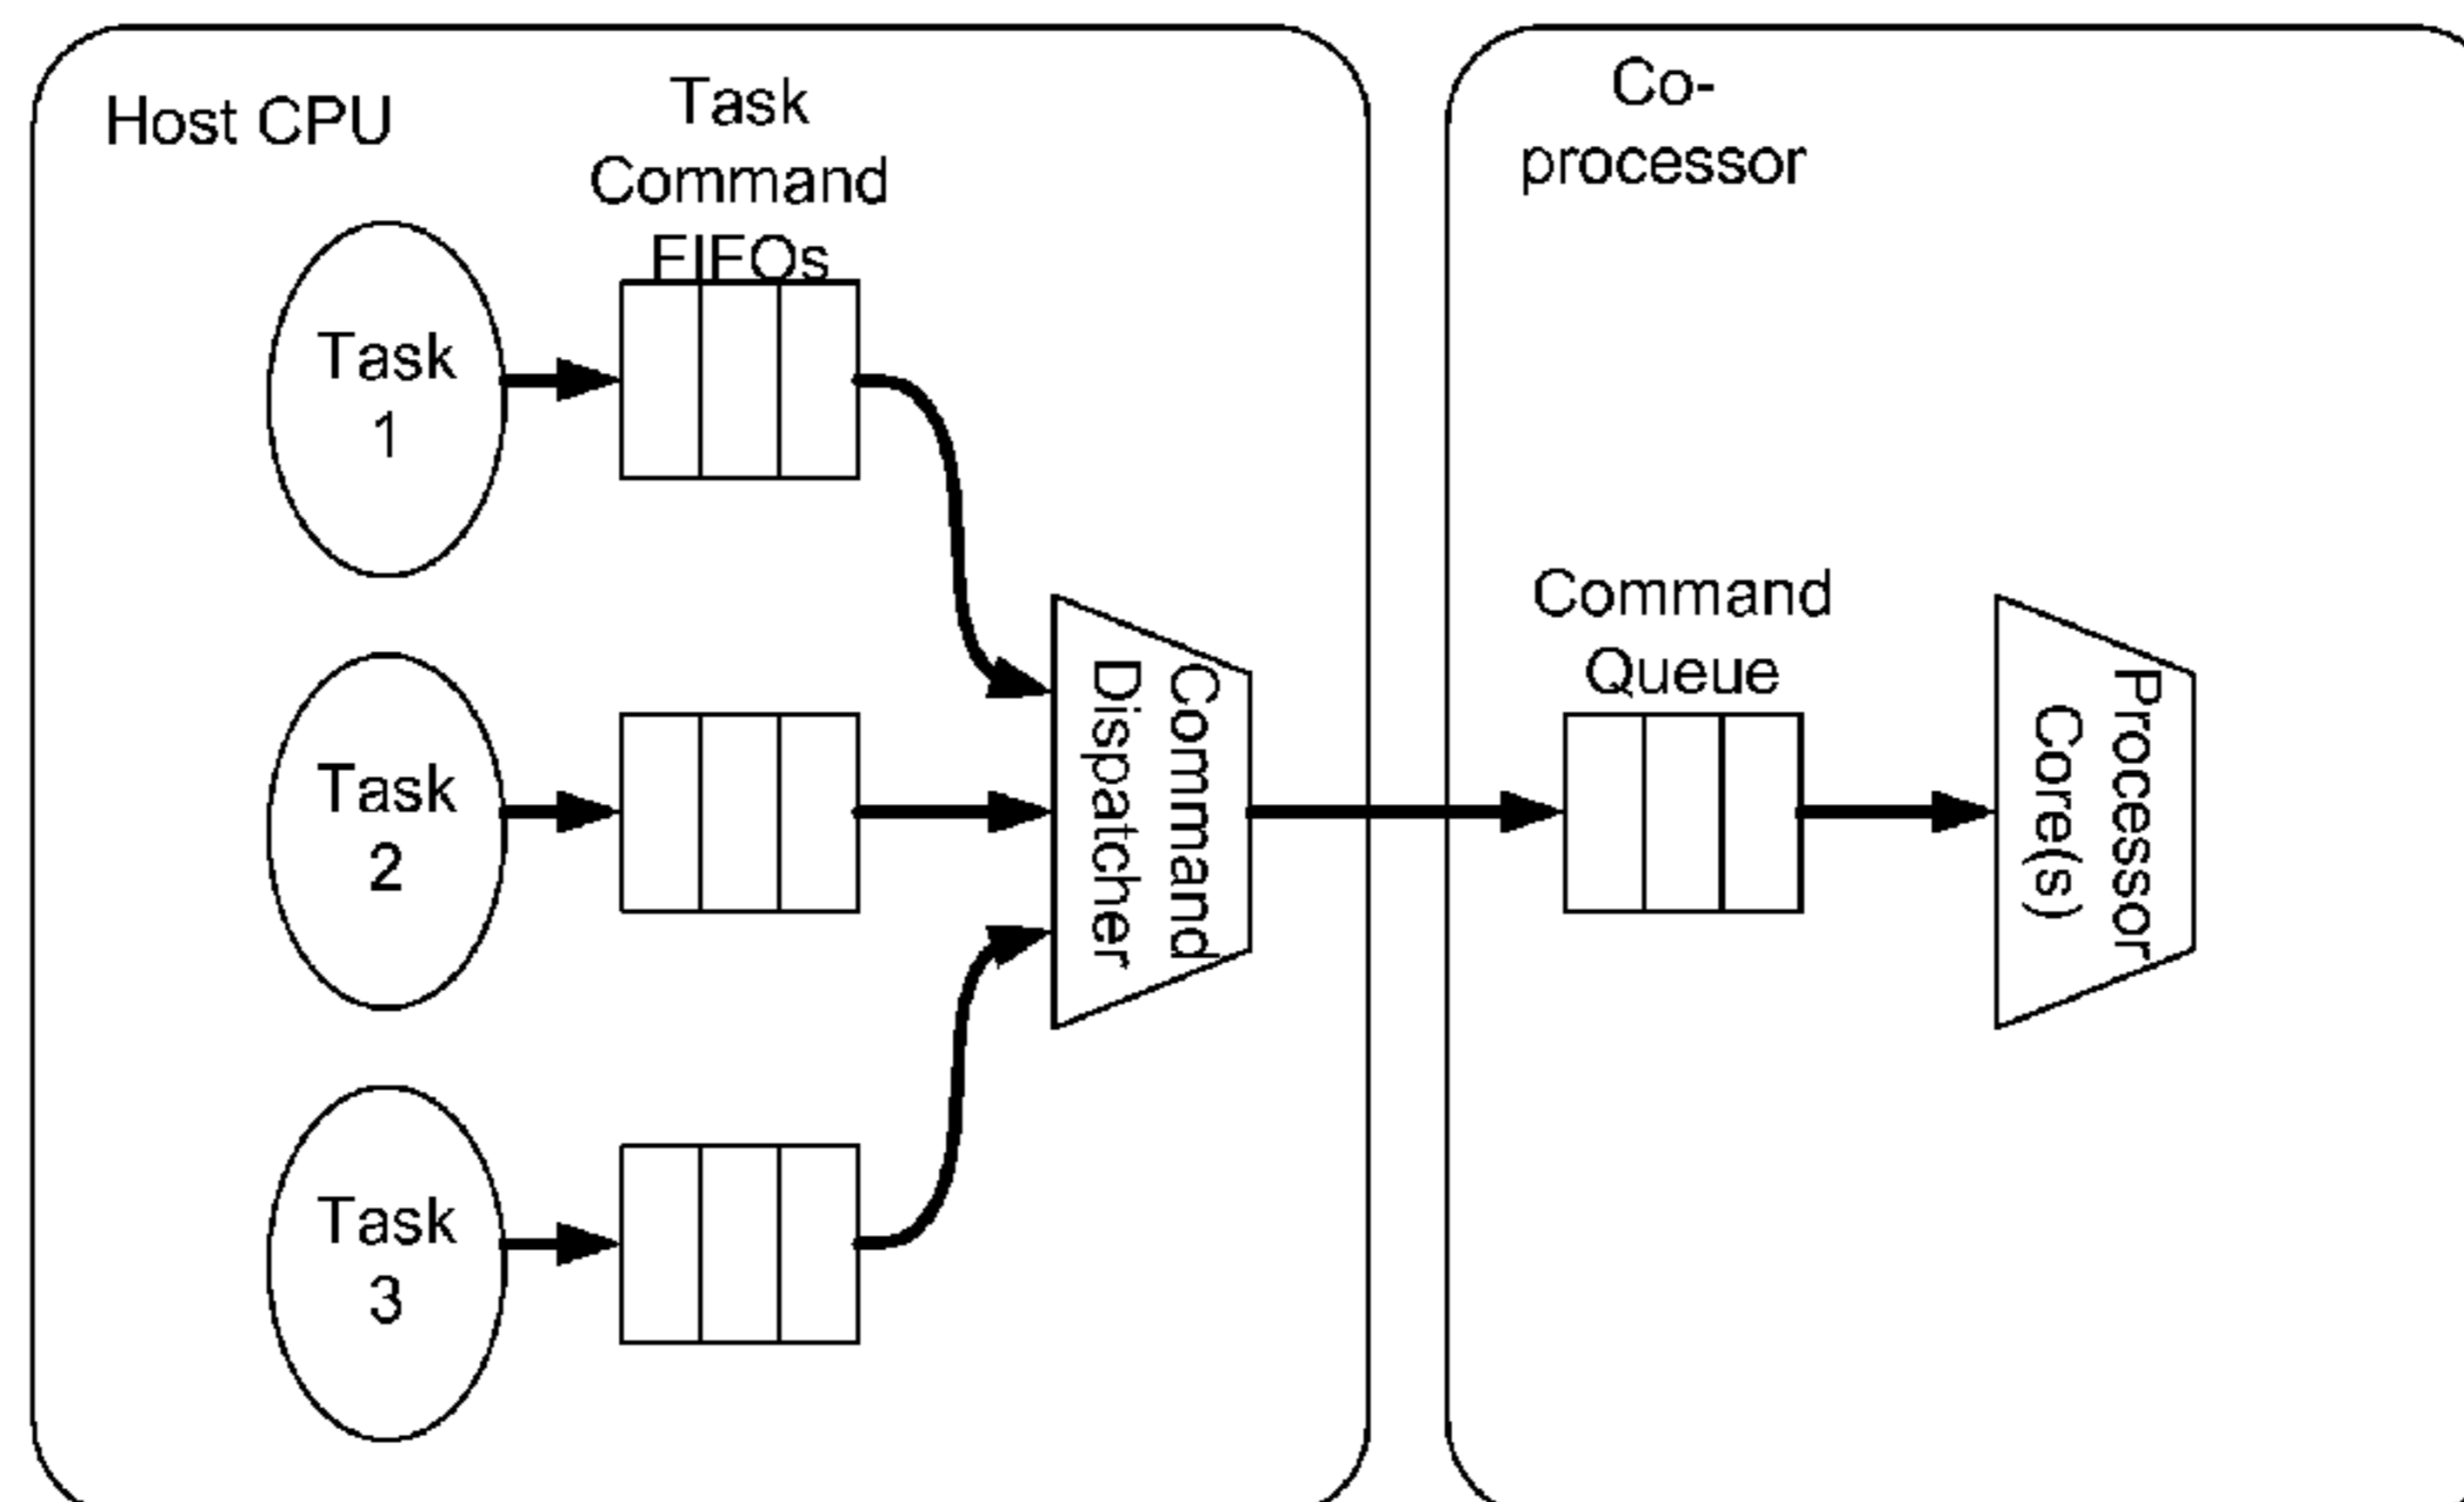 Host CPU
Task
Command
FIFOs
Task
1
Task
2
Task
3
Command
Dispatcher
Co-
processor
Command
Queue
Processor
Core(s)